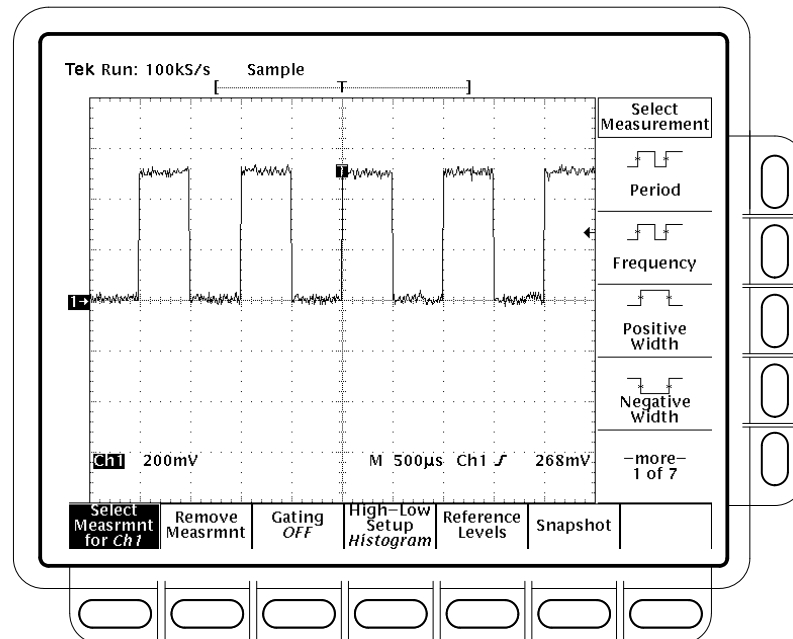 Tek Run: 100kS/s Sample
[ T ]
Select
Measurement
T
Period
Frequency
1→
Positive
Width
Negative
Width
Ch1 200mV M 500µs Ch1 268mV
–more–
1 of 7
Select
Measrmnt
for Ch1
Remove
Measrmnt
Gating
OFF
High–Low
Setup
Histogram
Reference
Levels
Snapshot